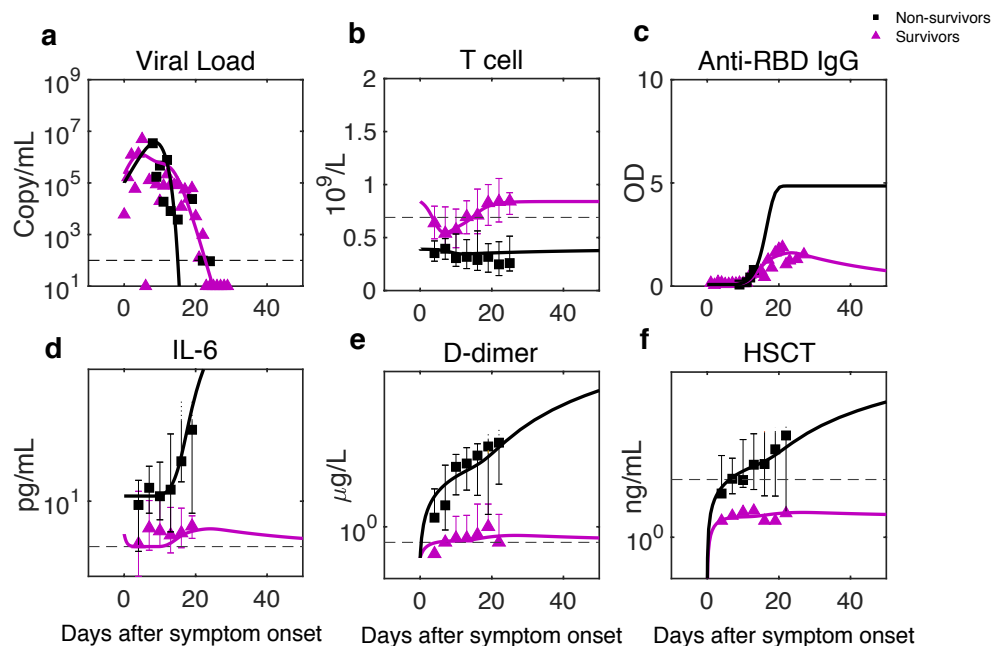 Non-survivors
Survivors
a
Viral Load
10^9
10^7
10^5
10^3
10^1
Copy/mL
0 20 40
b
T cell
2
1.5
1
0.5
0
10^9/L
0 20 40
c
Anti-RBD IgG
10
5
0
OD
0 20 40
d
IL-6
10^1
pg/mL
0 20 40
Days after symptom onset
e
D-dimer
10^0
μg/L
0 20 40
Days after symptom onset
f
HSCT
10^0
ng/mL
0 20 40
Days after symptom onset